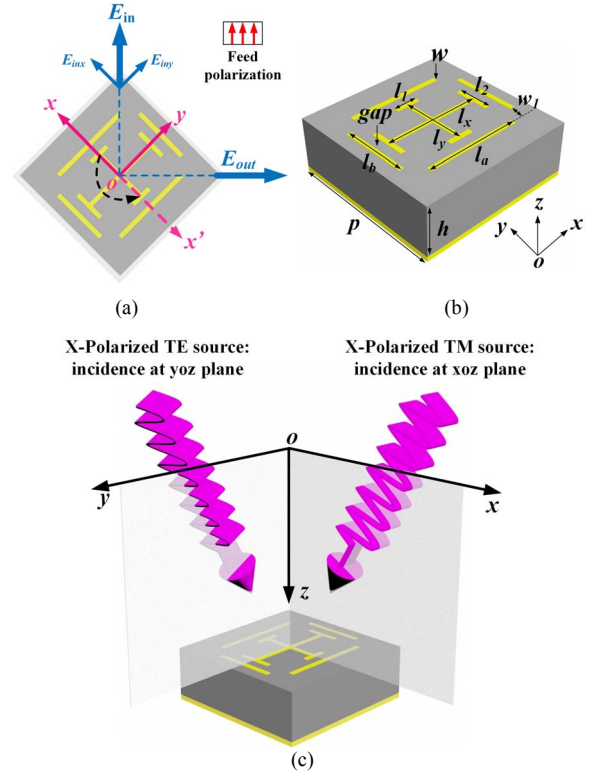 E_in
E_inx
E_iny
Feed
polarization
x
y
o
E_out
x'
(a)
w
l_1
l_2
w_1
gap
l_x
l_y
l_b
l_a
p
h
z
y
x
o
(b)
X-Polarized TE source:
incidence at yoz plane
X-Polarized TM source:
incidence at xoz plane
o
y
x
z
(c)